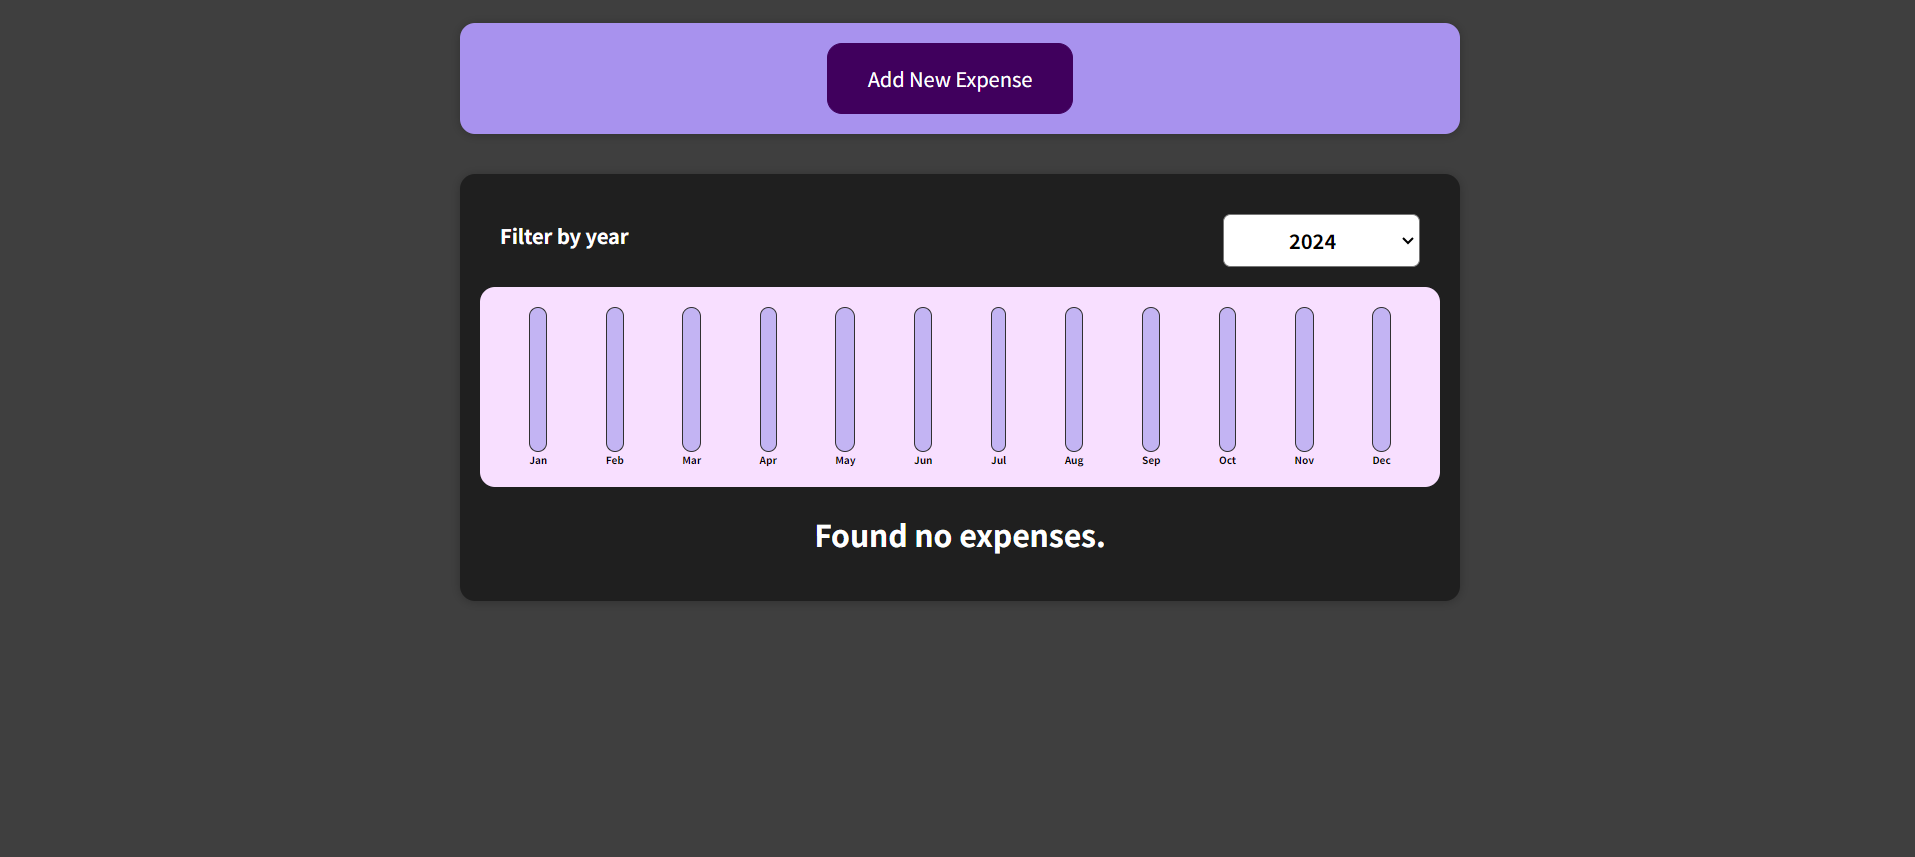 Add New Expense
Filter by year
2024
Jan Feb Mar Apr May Jun Jul Aug Sep Oct Nov Dec
Found no expenses.